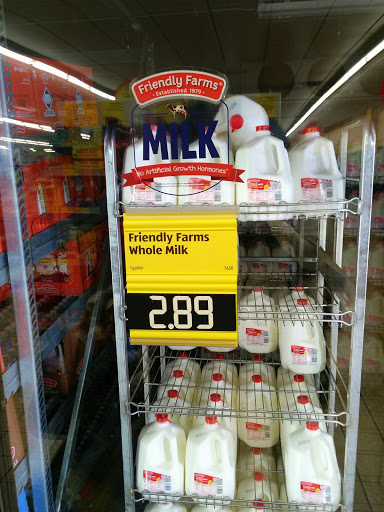 Friendly Farms®
• Established 1979 •
MILK
No Artificial Growth Hormones*
Friendly Farms
Whole Milk
1 gallon
2.89